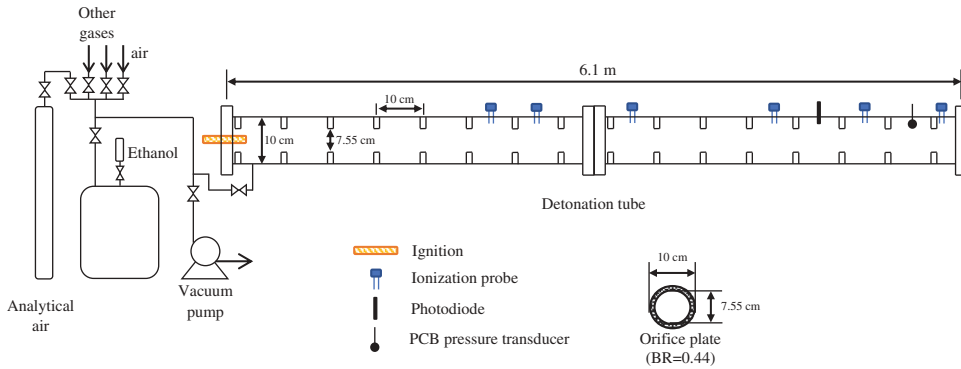 Other
gases
air
6.1 m
10 cm
Ethanol
10 cm
7.55 cm
Detonation tube
Analytical
air
Vacuum
pump
Ignition
Ionization probe
Photodiode
PCB pressure transducer
10 cm
7.55 cm
Orifice plate
(BR=0.44)